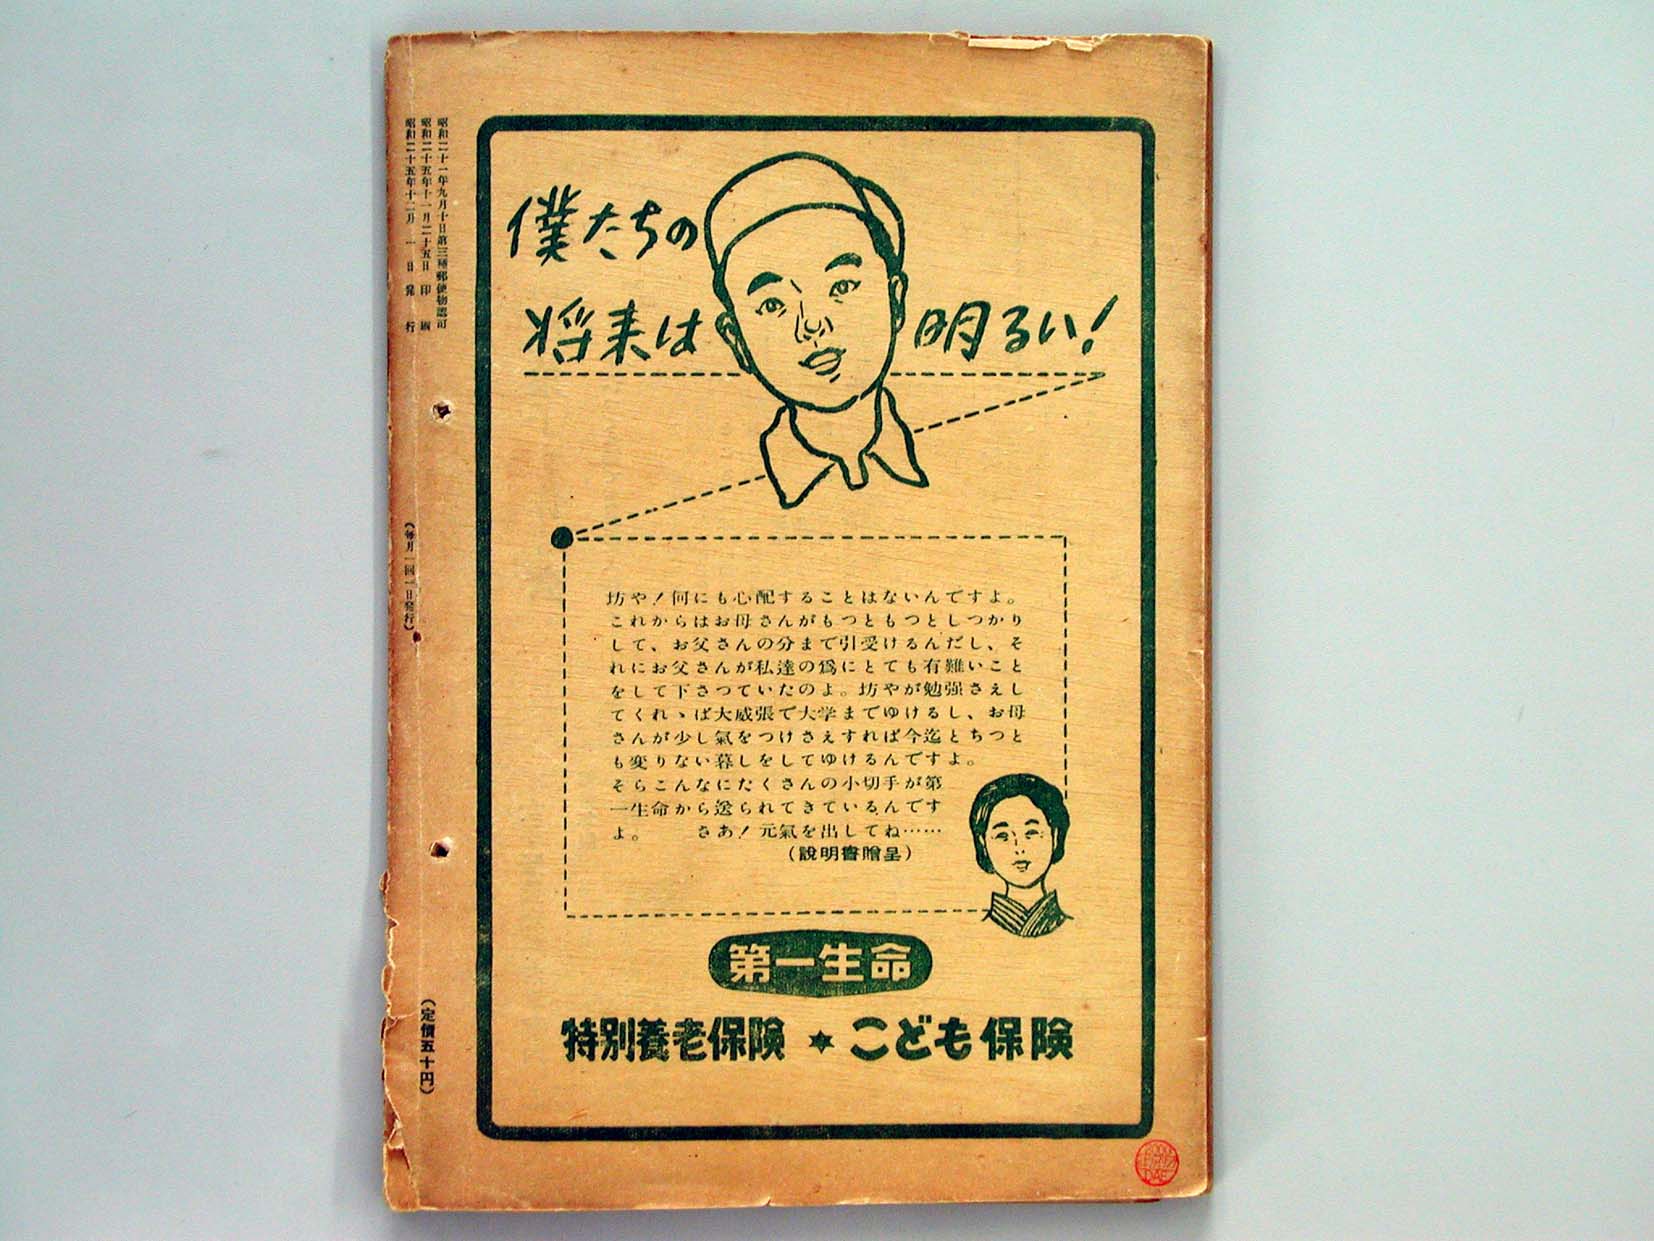 昭和二十一年九月十日第三種郵便物認可
昭和二十五年十一月二十五日印刷
昭和二十五年十二月一日発行
（毎月一回一日発行）
（定價五十円）
僕たちの
将来は明るい！
坊や！何にも心配することはないんですよ。
これからはお母さんがもつともつとしつかり
して、お父さんの分まで引受けるんだし、そ
れにお父さんが私達の爲にとても有難いこと
をして下さつていたのよ。坊やが勉强さえし
てくれゝば大威張で大学までゆけるし、お母
さんが少し氣をつけさえすれば今迄とちつと
も変りない暮しをしてゆけるんですよ。
そらこんなにたくさんの小切手が第
一生命から送られてきているんです
よ。　さあ！元氣を出してね……
（說明書贈呈）
第一生命
特別養老保険★こども保険